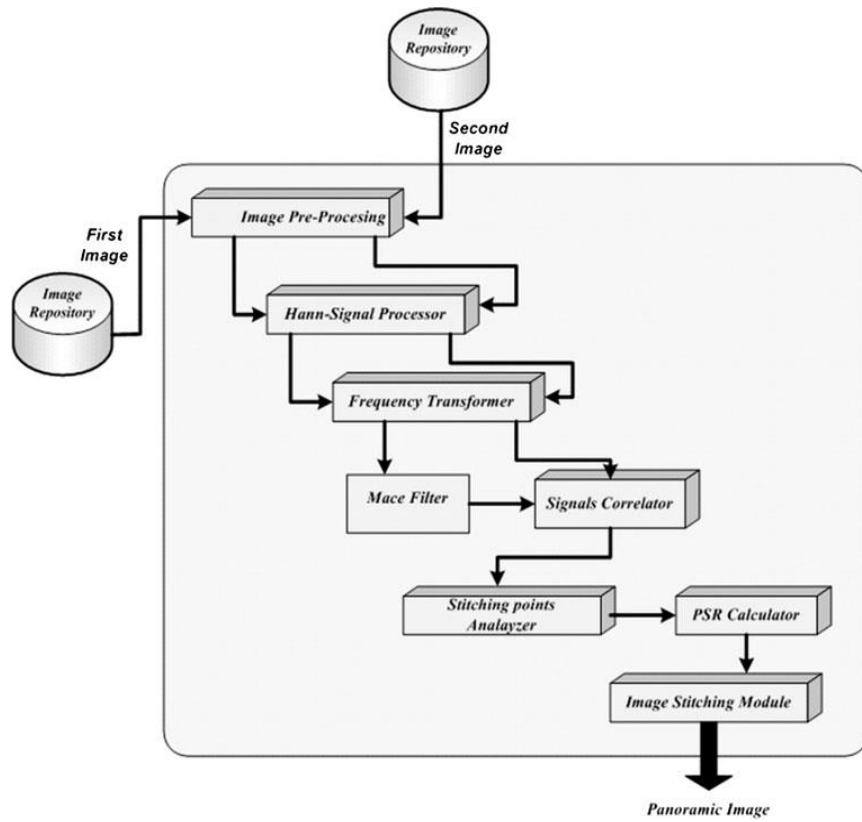 Image
Repository
Second
Image
Image Pre-Procesing
First
Image
Image
Repository
Hann-Signal Processor
Frequency Transformer
Mace Filter
Signals Correlator
Stitching points
Analayzer
PSR Calculator
Image Stitching Module
Panoramic Image